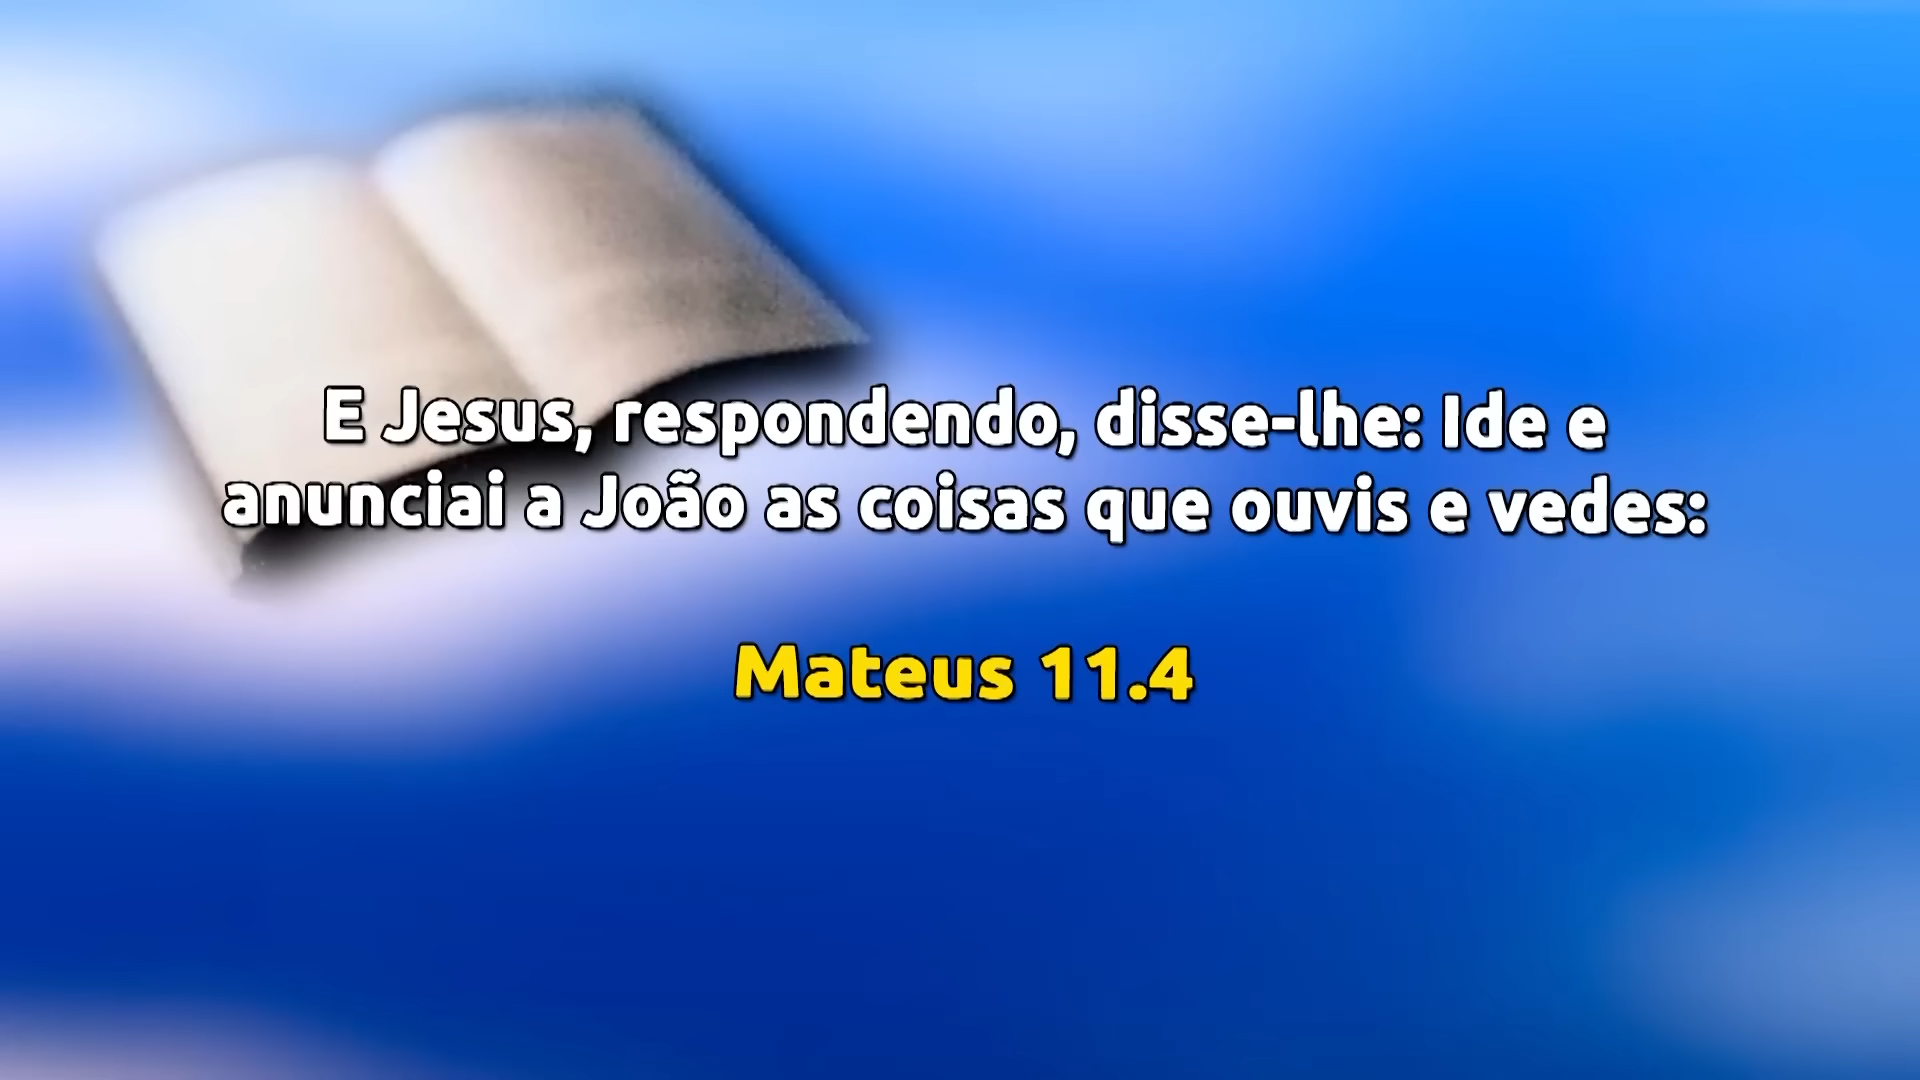 E Jesus, respondendo, disse-lhe: Ide e
anunciai a João as coisas que ouvis e vedes:
Mateus 11.4